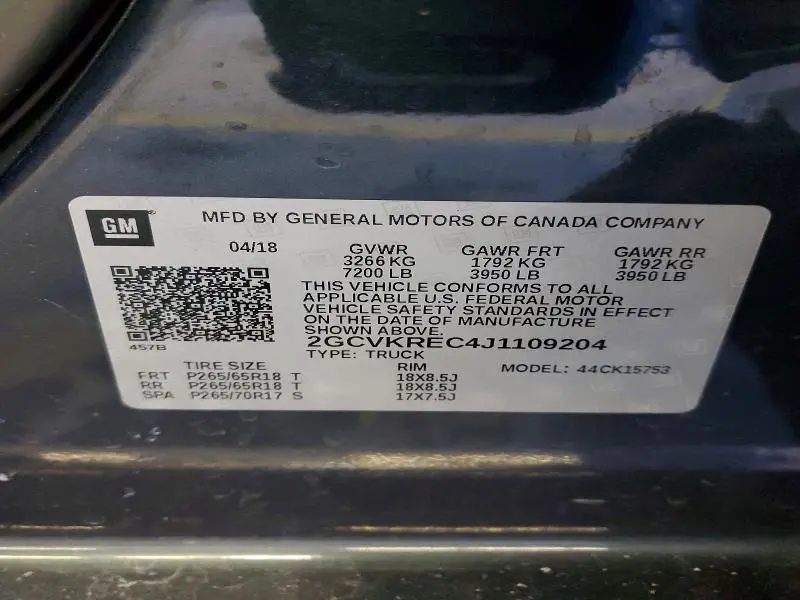 GM
MFD BY GENERAL MOTORS OF CANADA COMPANY
04/18 GVWR GAWR FRT GAWR RR
3266 KG 1792 KG 1792 KG
7200 LB 3950 LB 3950 LB
THIS VEHICLE CONFORMS TO ALL
APPLICABLE U.S. FEDERAL MOTOR
VEHICLE SAFETY STANDARDS IN EFFECT
ON THE DATE OF MANUFACTURE
SHOWN ABOVE.
2GCVKREC4J1109204
457B
TYPE: TRUCK
TIRE SIZE RIM MODEL: 44CK15753
FRT P265/65R18 T 18X8.5J
RR P265/65R18 T 18X8.5J
SPA P265/70R17 S 17X7.5J